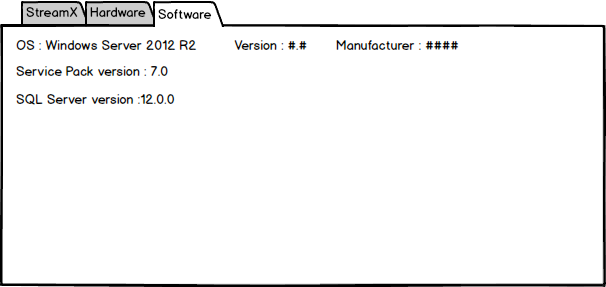 StreamX Hardware Software
OS : Windows Server 2012 R2 Version : #.# Manufacturer : ####
Service Pack version : 7.0
SQL Server version :12.0.0